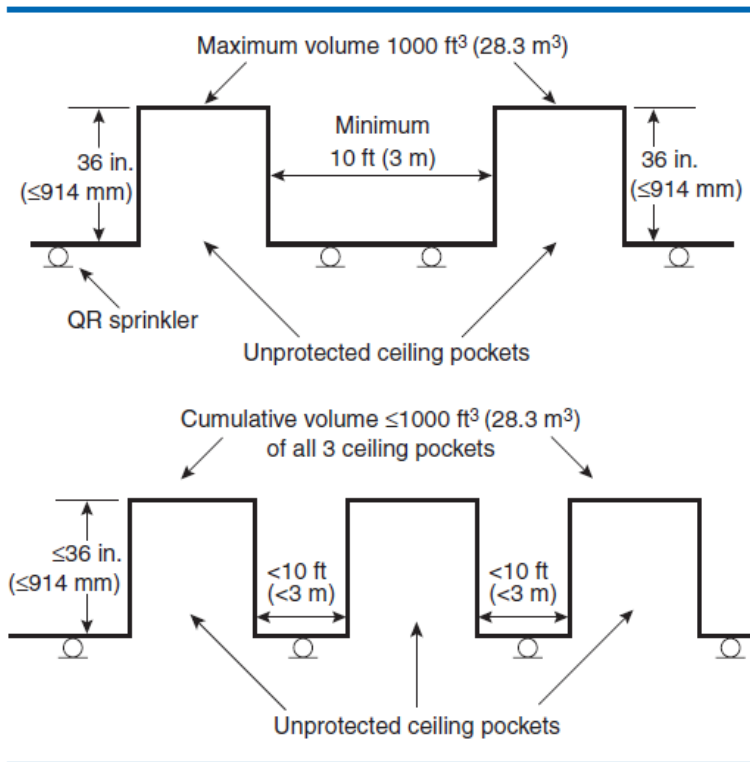 Maximum volume 1000 ft³ (28.3 m³)
Minimum
10 ft (3 m)
36 in.
(≤914 mm)
36 in.
(≤914 mm)
QR sprinkler
Unprotected ceiling pockets
Cumulative volume ≤1000 ft³ (28.3 m³)
of all 3 ceiling pockets
≤36 in.
(≤914 mm)
<10 ft
(<3 m)
<10 ft
(<3 m)
Unprotected ceiling pockets